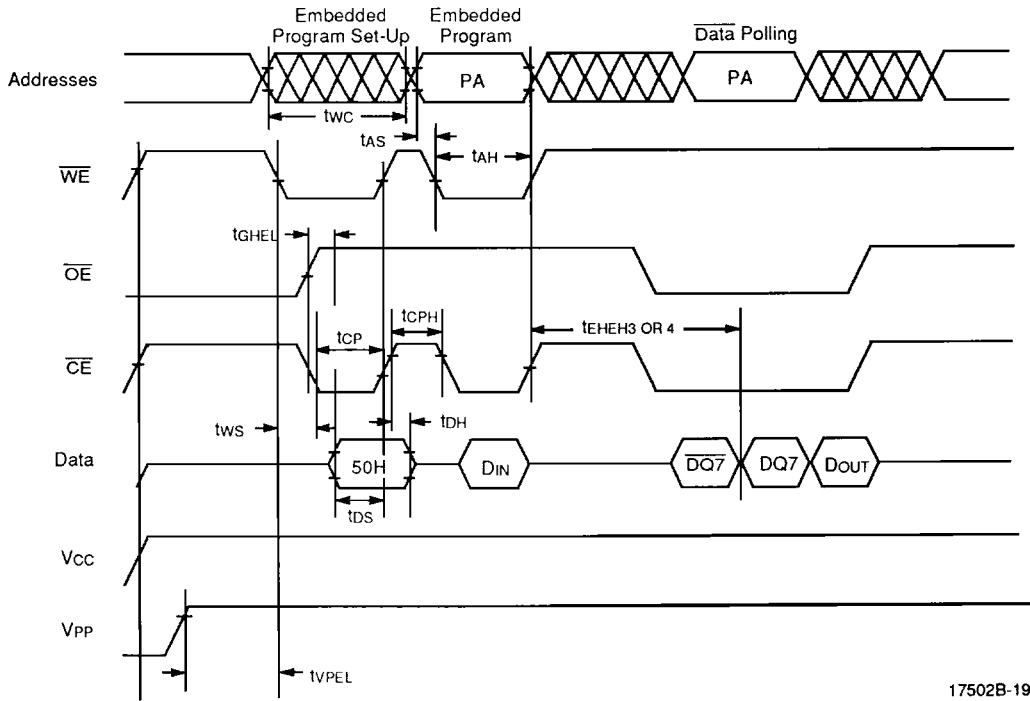 Embedded
Program Set-Up
Embedded
Program
Data Polling
Addresses
PA
PA
tWC
tAS
tAH
WE
tGHEL
OE
tCP
tCPH
tEHEH3 OR 4
CE
tWS
tDH
Data
50H
DIN
DQ7
DQ7
DOUT
tDS
VCC
VPP
tVPEL
17502B-19